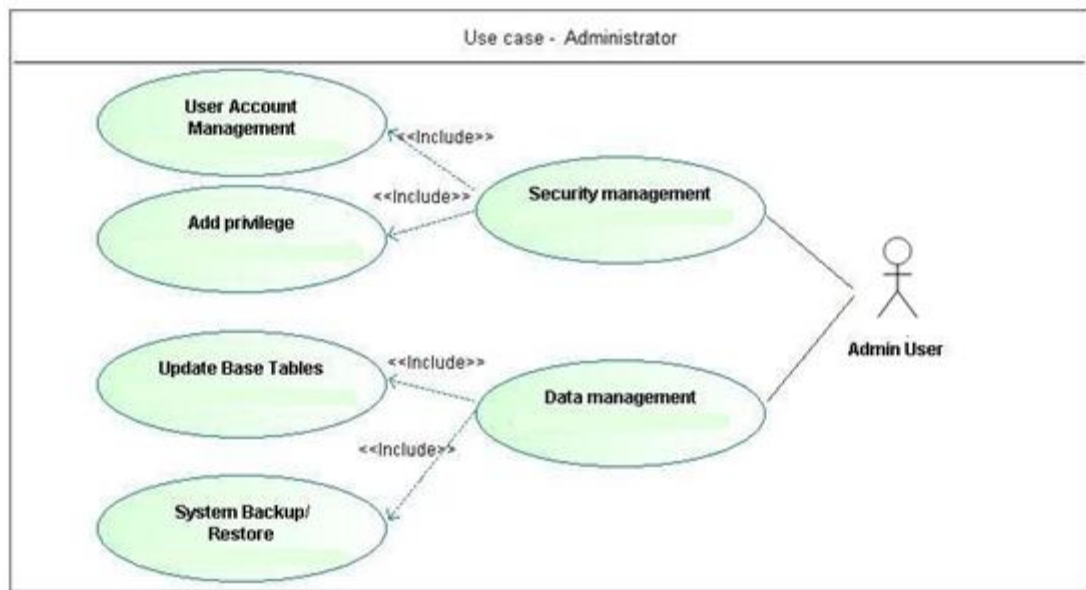 Use case - Administrator
User Account
Management
<<Include>>
Security management
<<Include>>
Add privilege
Admin User
Update Base Tables
<<Include>>
Data management
<<Include>>
System Backup/
Restore